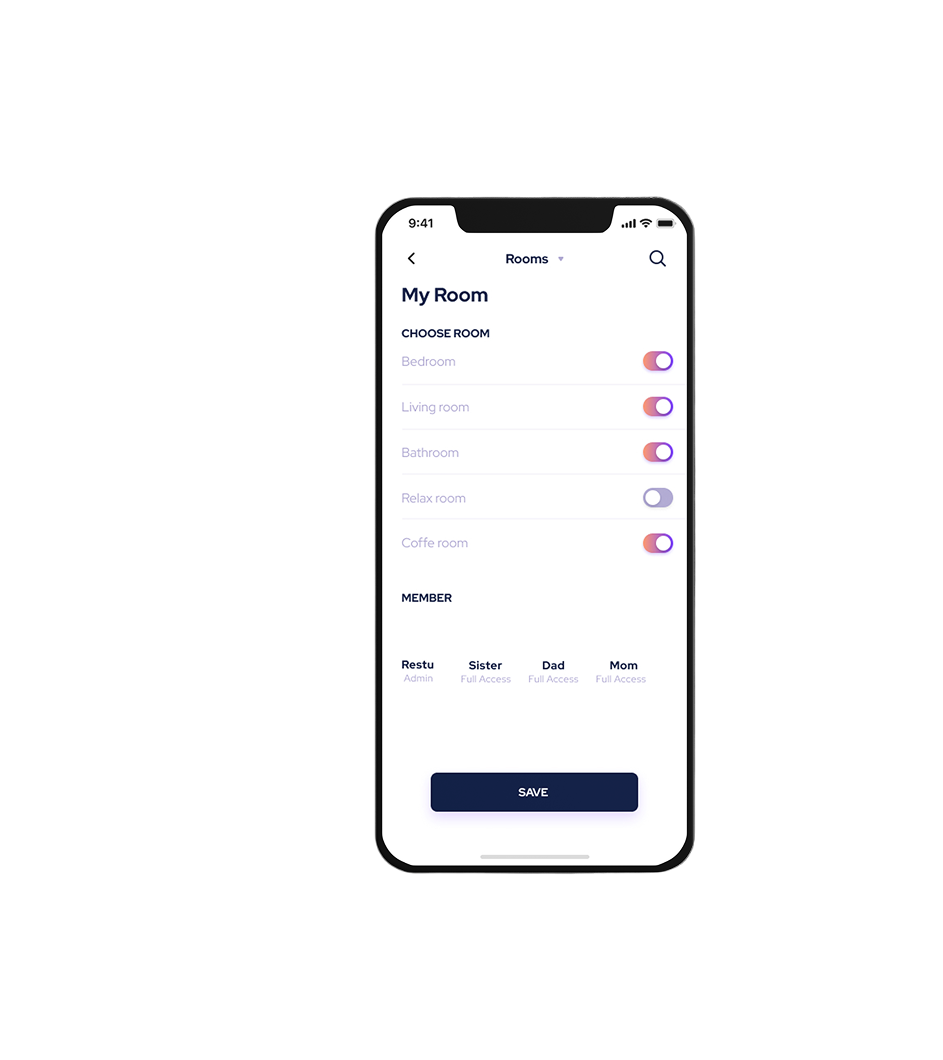 9:41
Rooms
My Room
CHOOSE ROOM
Bedroom
Living room
Bathroom
Relax room
Coffe room
MEMBER
Restu Sister Dad Mom
Admin Full Access Full Access Full Access
SAVE